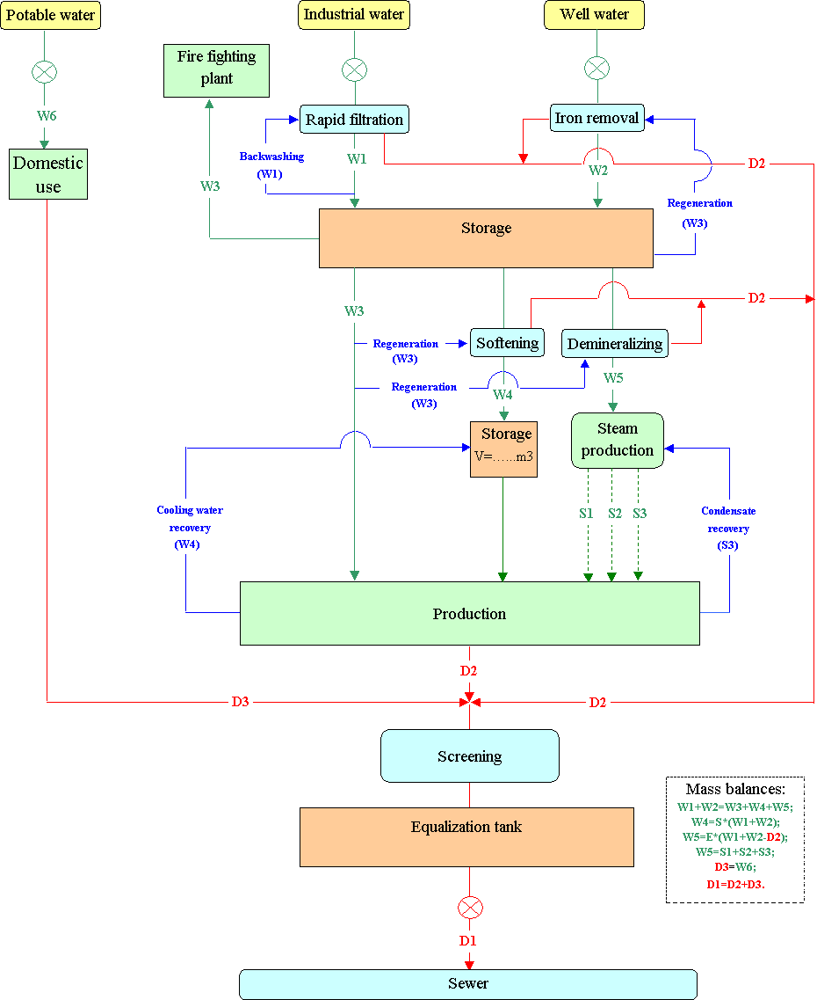 Potable water
Industrial water
Well water
Fire fighting
plant
W6
Rapid filtration
Iron removal
Backwashing
(W1)
W1
W2
D2
Domestic
use
W3
Regeneration
(W3)
Storage
W3
D2
Regeneration
(W3)
Softening
Demineralizing
Regeneration
(W3)
W4
W5
Storage
V=......m3
Steam
production
Cooling water
recovery
(W4)
S1
S2
S3
Condensate
recovery
(S3)
Production
D2
D3
D2
Screening
Equalization tank
Mass balances:
W1+W2=W3+W4+W5;
W4=S*(W1+W2);
W5=E*(W1+W2-D2);
W5=S1+S2+S3;
D3=W6;
D1=D2+D3.
D1
Sewer